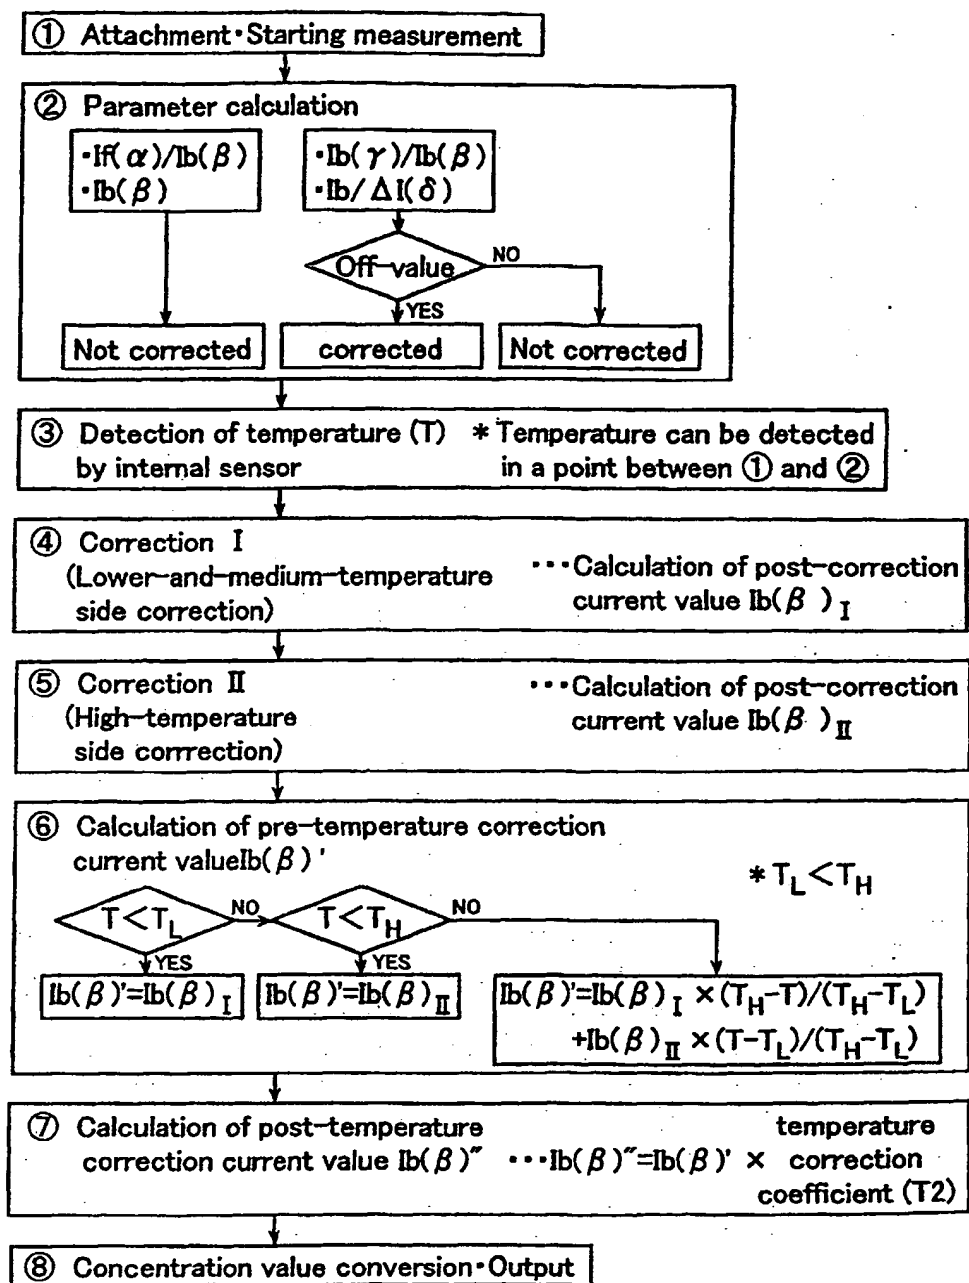 ① Attachment・Starting measurement
② Parameter calculation
・If(α)/Ib(β)
・Ib(β)
・Ib(γ)/Ib(β)
・Ib/ΔI(δ)
Off-value
NO
YES
Not corrected
corrected
Not corrected
③ Detection of temperature (T)
by internal sensor
* Temperature can be detected
in a point between ① and ②
④ Correction I
(Lower-and-medium-temperature
side correction)
・・・Calculation of post-correction
current value Ib(β )I
⑤ Correction II
(High-temperature
side corrrection)
・・・Calculation of post-correction
current value Ib(β )II
⑥ Calculation of pre-temperature correction
current valueIb(β)'
* TL<TH
T<TL
NO
T<TH
NO
YES
YES
Ib(β)'=Ib(β)I
Ib(β)'=Ib(β)II
Ib(β)'=Ib(β)I ×(TH-T)/(TH-TL)
+Ib(β)II ×(T-TL)/(TH-TL)
⑦ Calculation of post-temperature
correction current value Ib(β)″
・・・Ib(β)″=Ib(β)' ×
temperature
correction
coefficient (T2)
⑧ Concentration value conversion・Output